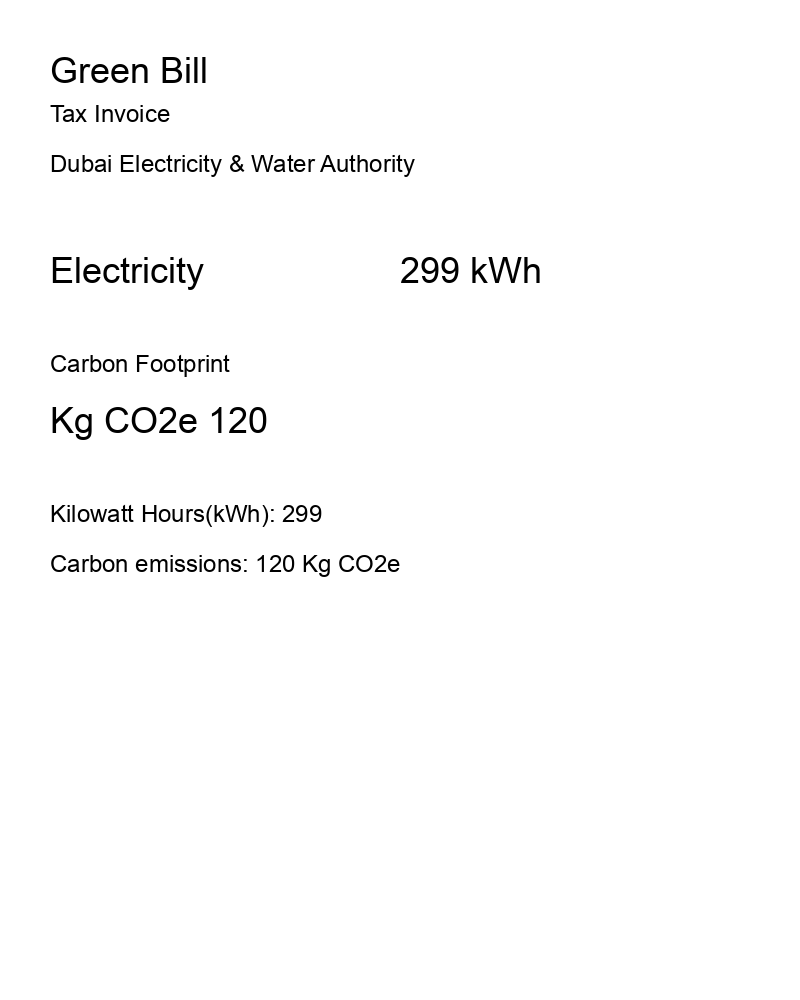 Green Bill
Tax Invoice
Dubai Electricity & Water Authority
Electricity 299 kWh
Carbon Footprint
Kg CO2e 120
Kilowatt Hours(kWh): 299
Carbon emissions: 120 Kg CO2e